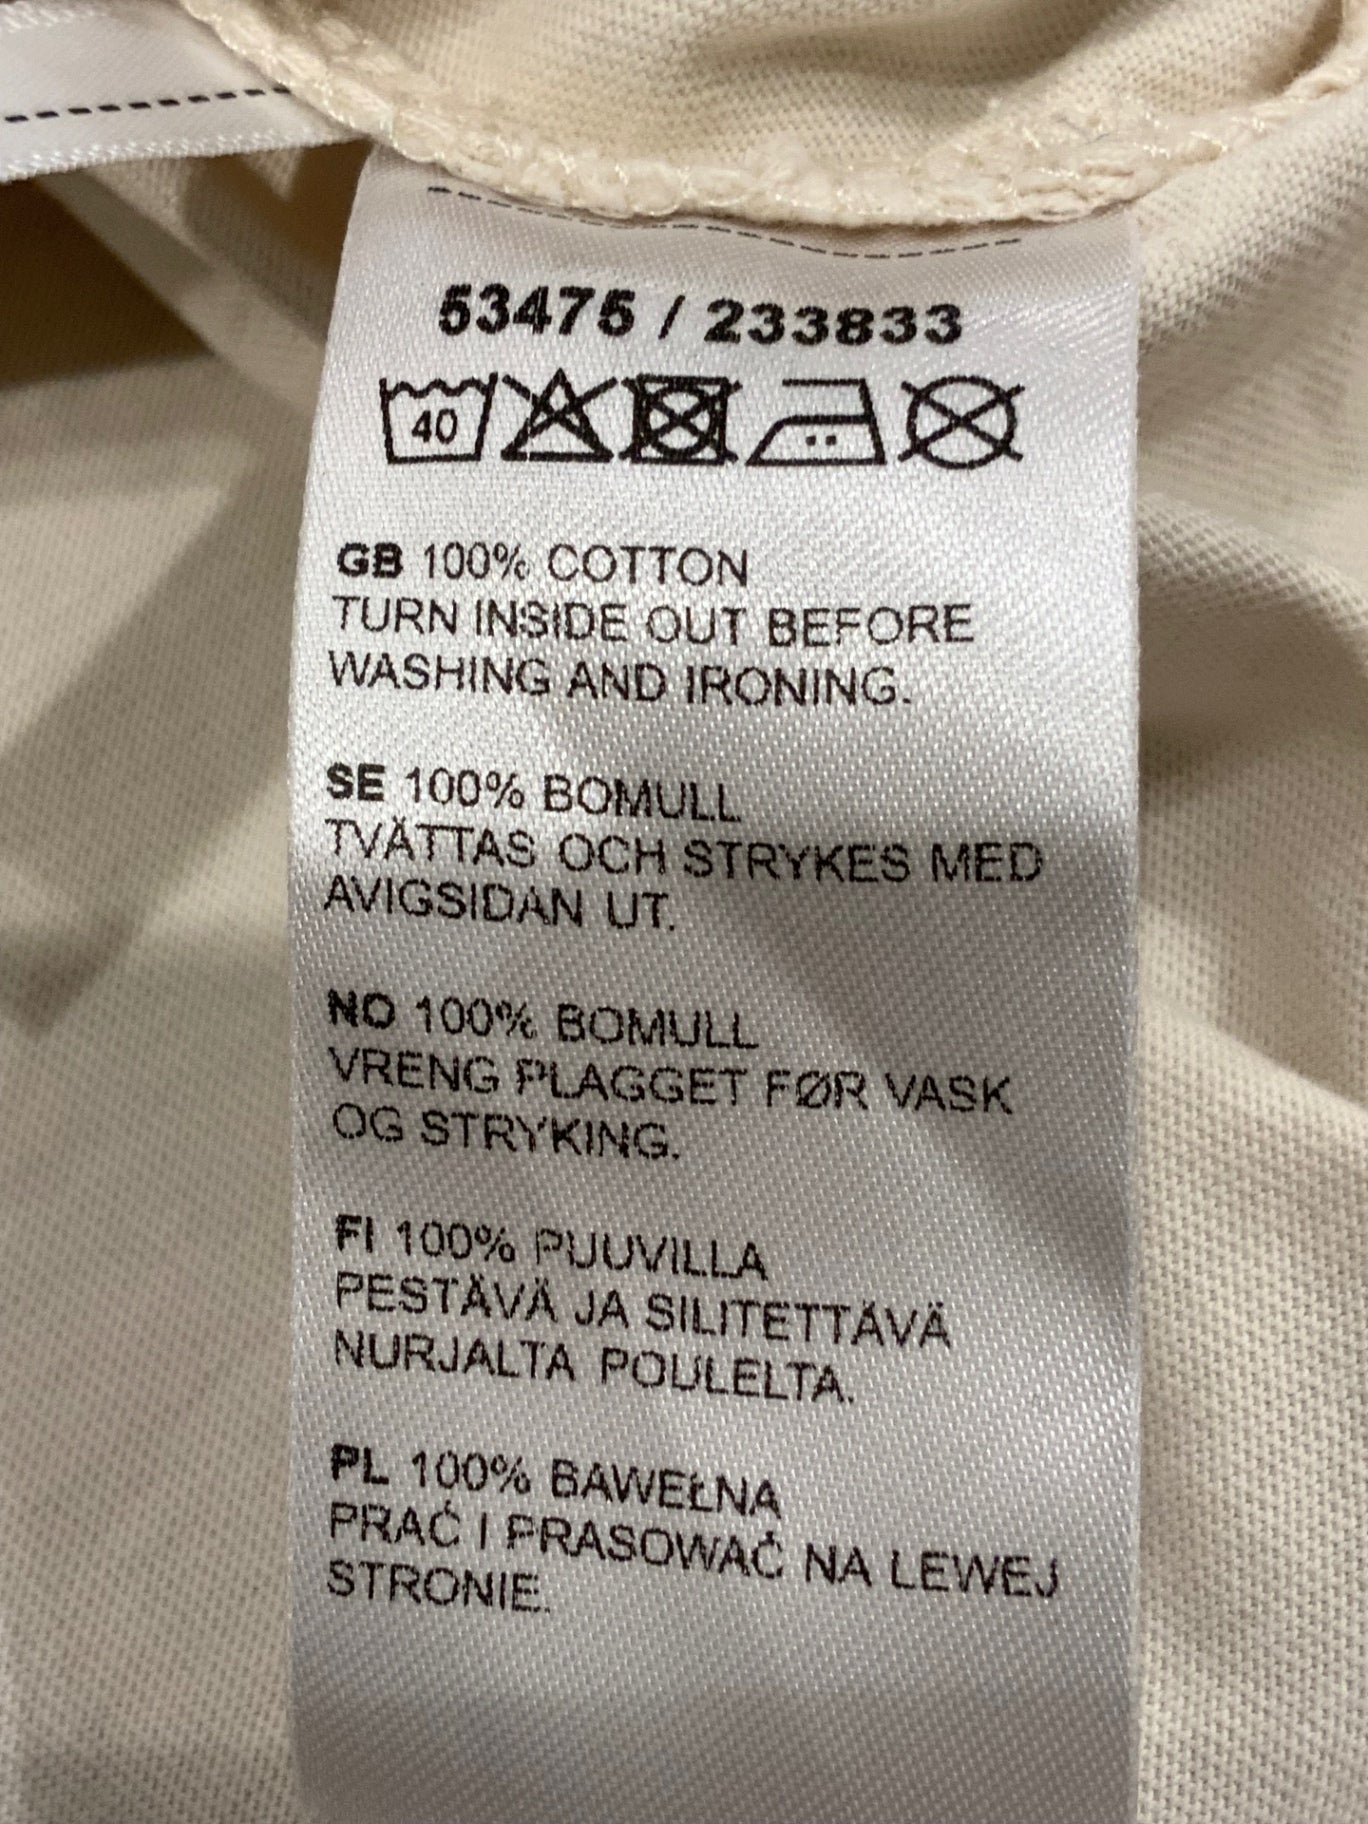 53475 / 233833
40
GB 100% COTTON
TURN INSIDE OUT BEFORE
WASHING AND IRONING.
SE 100% BOMULL
TVÄTTAS OCH STRYKES MED
AVIGSIDAN UT.
NO 100% BOMULL
VRENG PLAGGET FØR VASK
OG STRYKING.
FI 100% PUUVILLA
PESTÄVÄ JA SILITETTÄVÄ
NURJALTA POULELTA.
PL 100% BAWEŁNA
PRAĆ I PRASOWAĆ NA LEWEJ
STRONIE.